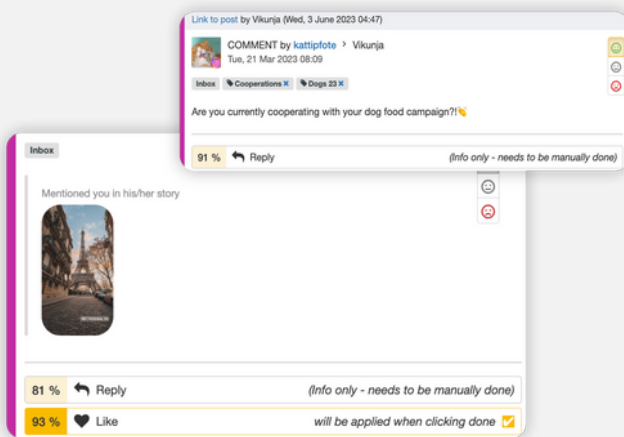 Link to post by Vikunja (Wed, 3 June 2023 04:47)
COMMENT by kattipfote > Vikunja
Tue, 21 Mar 2023 08:09
Inbox Cooperations × Dogs 23 ×
Are you currently cooperating with your dog food campaign?!👏
91 % Reply (Info only - needs to be manually done)
Inbox
Mentioned you in his/her story
81 % Reply (Info only - needs to be manually done)
93 % Like will be applied when clicking done